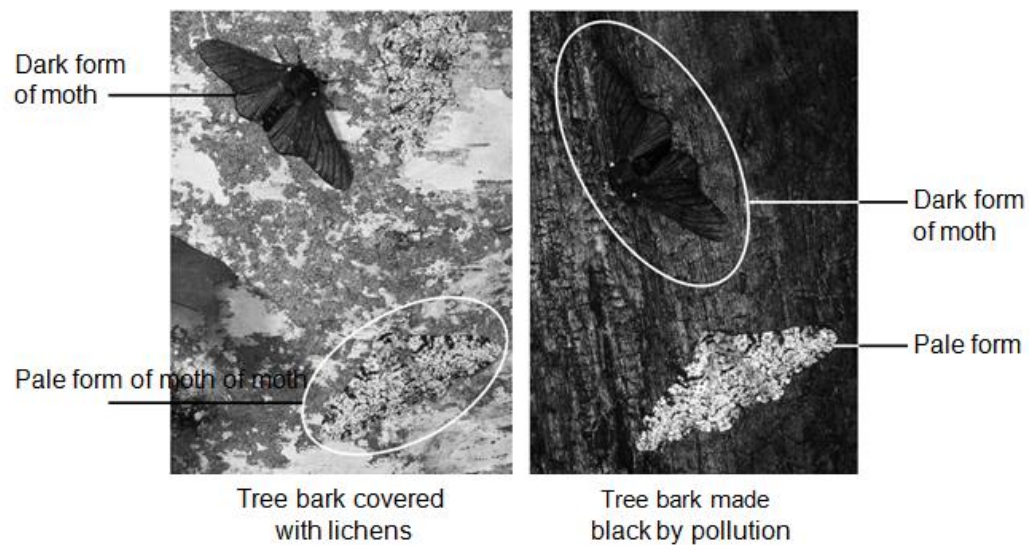 Dark form
of moth
Pale form of moth of moth
Dark form
of moth
Pale form
Tree bark covered
with lichens
Tree bark made
black by pollution